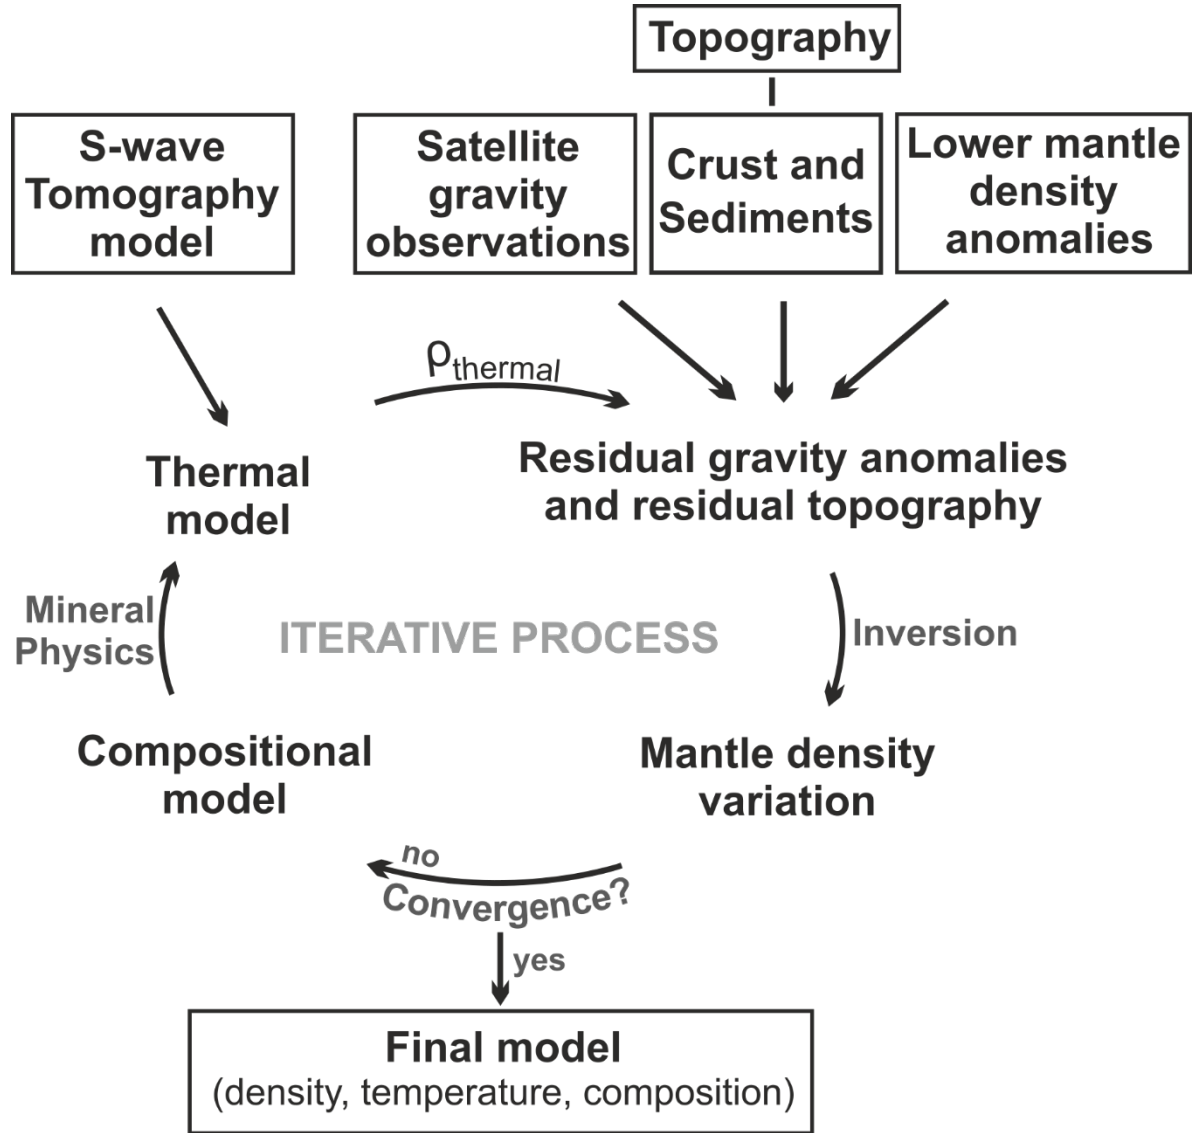 Topography
S-wave
Tomography
model
Satellite
gravity
observations
Crust and
Sediments
Lower mantle
density
anomalies
ρthermal
Thermal
model
Residual gravity anomalies
and residual topography
Mineral
Physics
ITERATIVE PROCESS
Inversion
Compositional
model
Mantle density
variation
no
Convergence?
yes
Final model
(density, temperature, composition)